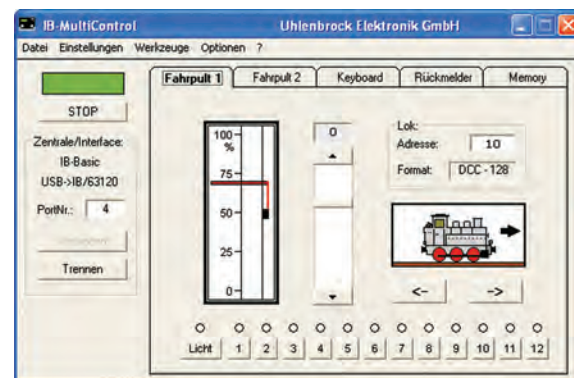 IB-MultiControl Uhlenbrock Elektronik GmbH
Datei Einstellungen Werkzeuge Optionen ?
Fahrpult 1 Fahrpult 2 Keyboard Rückmelder Memory
STOP
Zentrale/Interface:
IB-Basic
USB->IB/63120
PortNr.: 4
Trennen
100
%
75
50
25
0
0
Lok:
Adresse: 10
Format: DCC - 128
<- ->
Licht 1 2 3 4 5 6 7 8 9 10 11 12